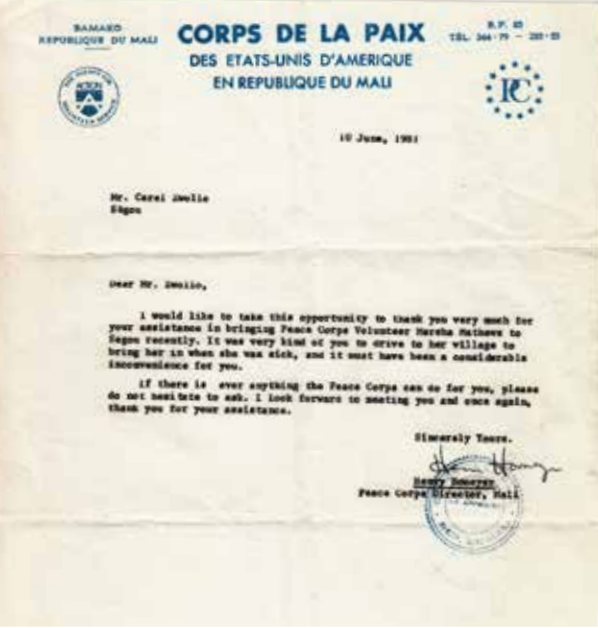 BAMAKO
REPUBLIQUE DU MALI
CORPS DE LA PAIX
DES ETATS-UNIS D'AMERIQUE
EN REPUBLIQUE DU MALI
B.P. 85
TÉL.
ACTION
PC
10 June, 1981
Mr. Carel
Ségou
Dear Mr.
I would like to take this opportunity to thank you very much for
your assistance in bringing Peace Corps Volunteer Marsha Mathews to
Segou recently. It was very kind of you to drive to her village to
bring her in when she was sick, and it must have been a considerable
inconvenience for you.
If there is ever anything the Peace Corps can do for you, please
do not hesitate to ask. I look forward to meeting you and once again,
thank you for your assistance.
Sincerely Yours.
Henry
Peace Corps Director, Mali